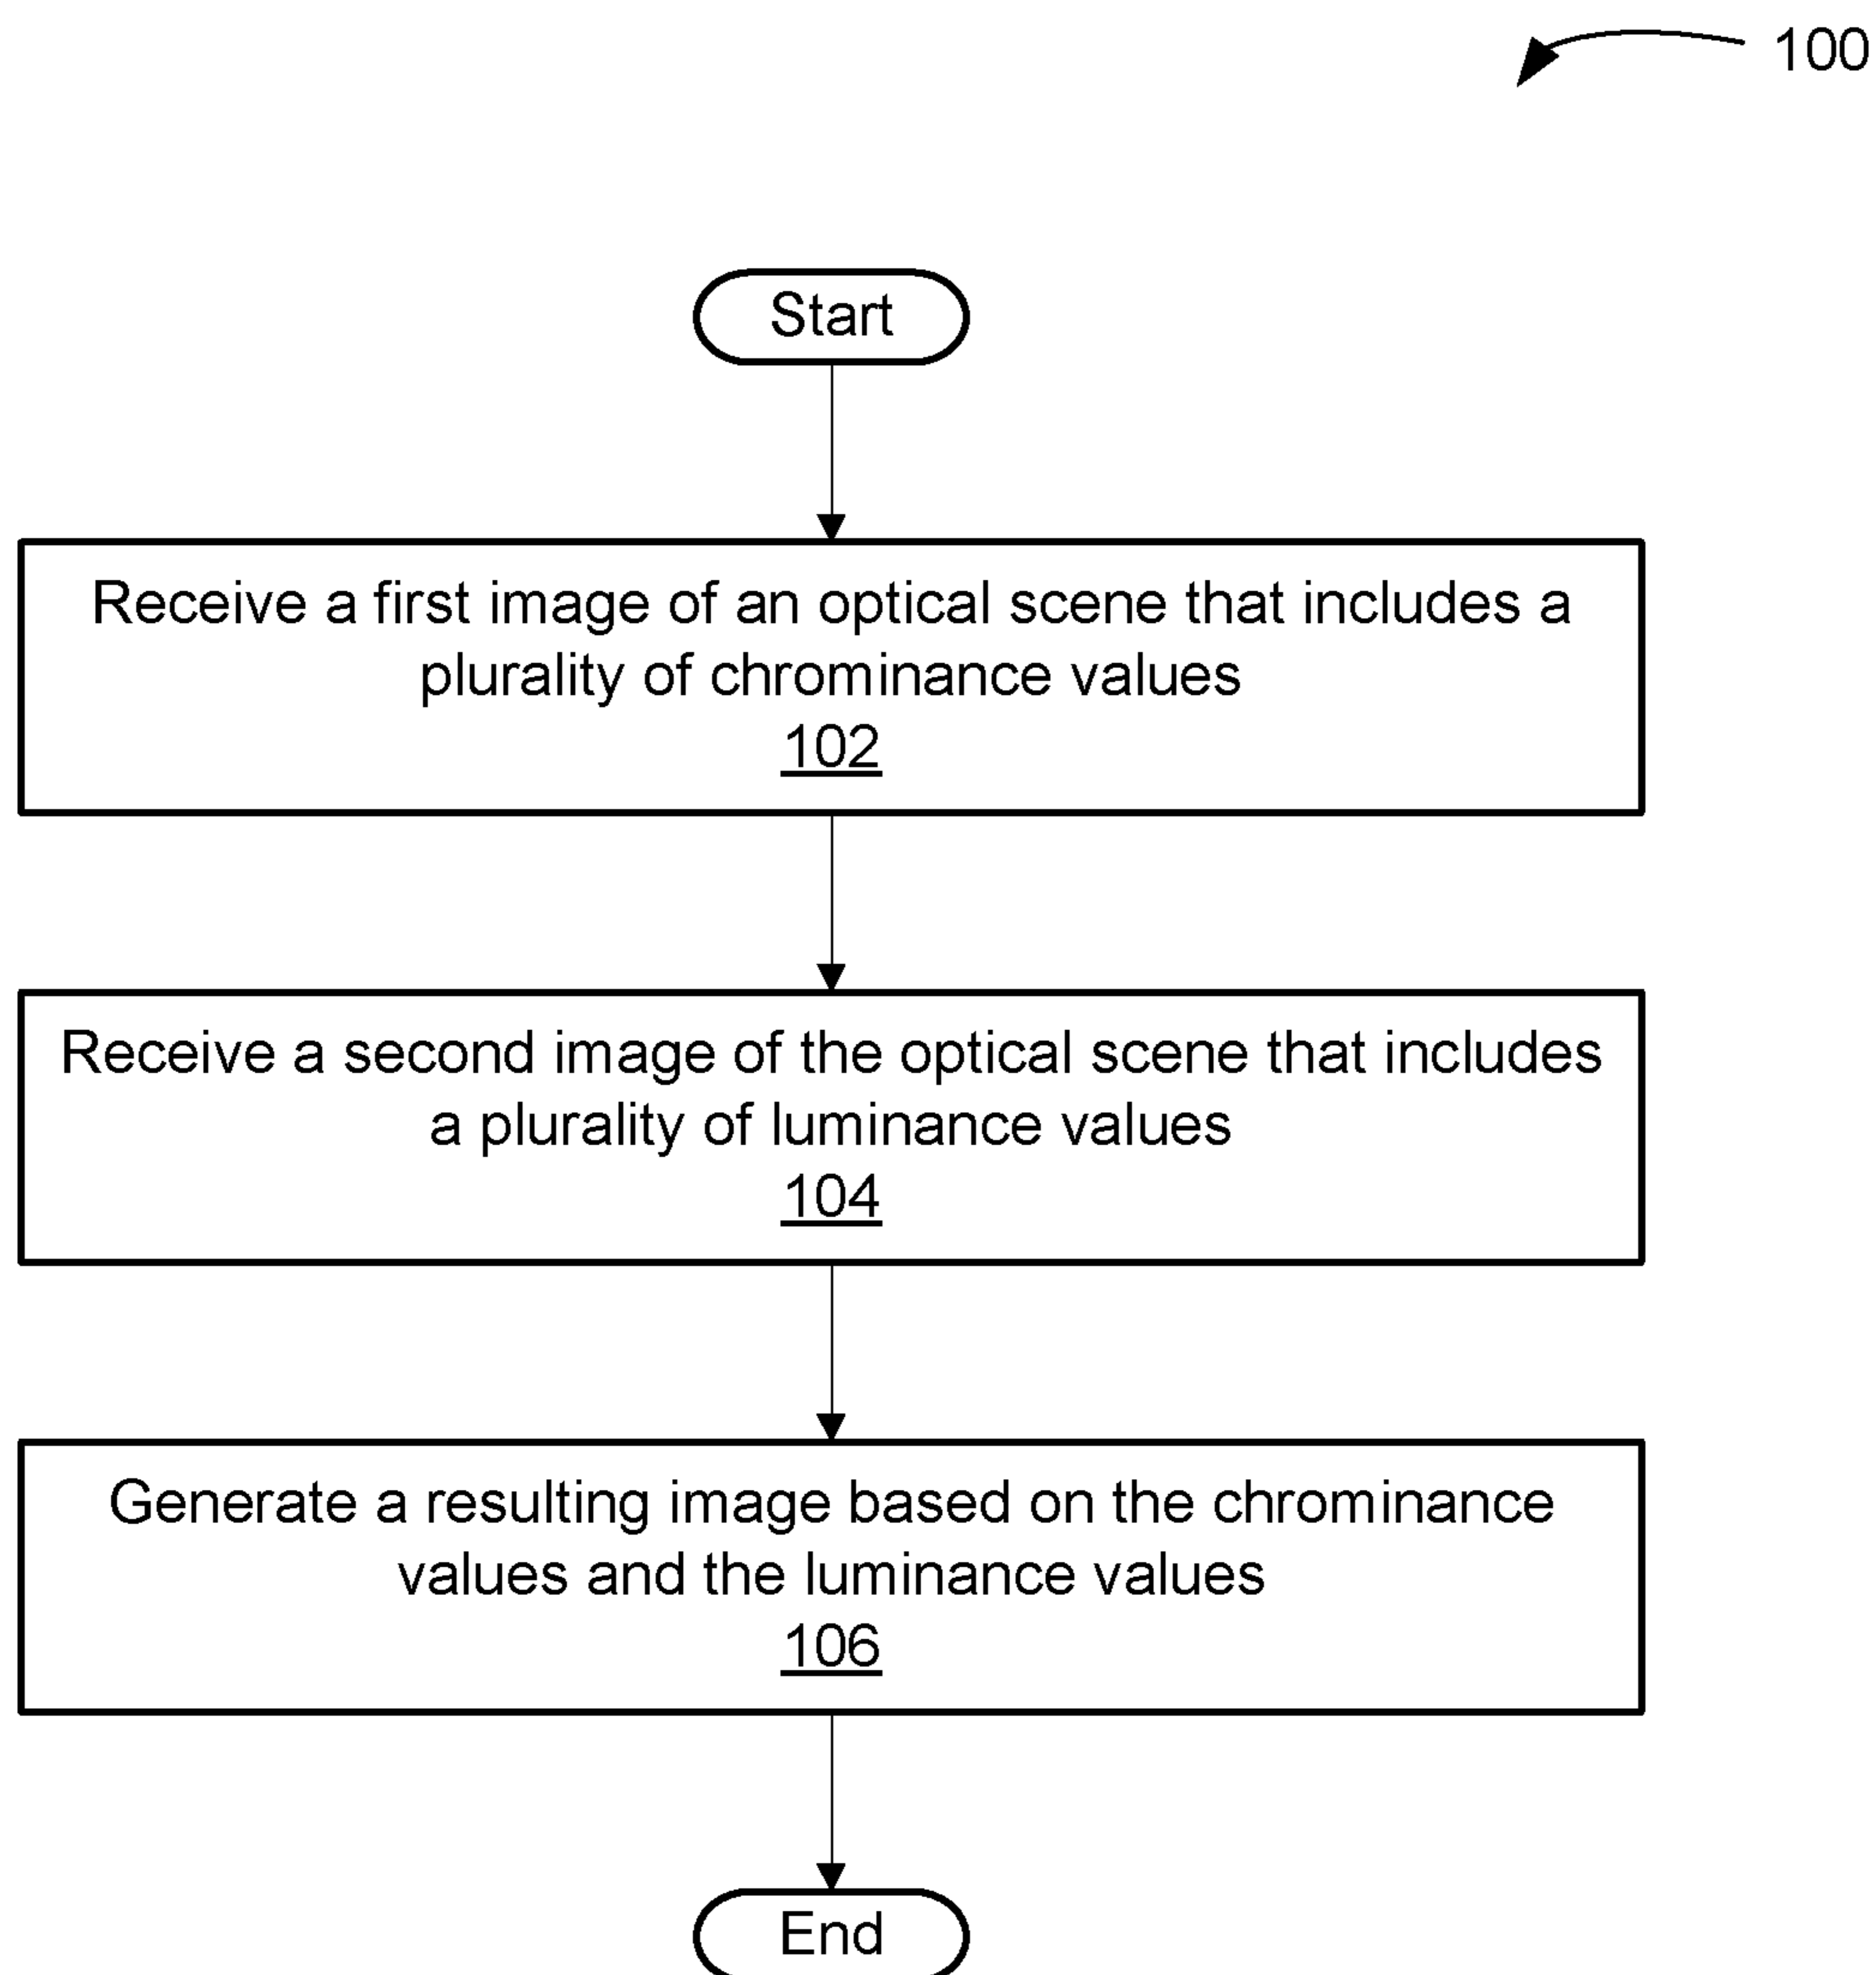 100
Start
Receive a first image of an optical scene that includes a
plurality of chrominance values
102
Receive a second image of the optical scene that includes
a plurality of luminance values
104
Generate a resulting image based on the chrominance
values and the luminance values
106
End